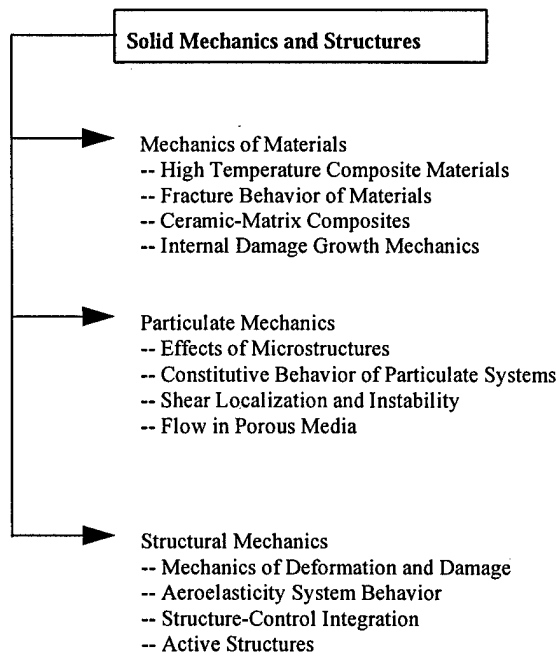 Solid Mechanics and Structures
Mechanics of Materials
-- High Temperature Composite Materials
-- Fracture Behavior of Materials
-- Ceramic-Matrix Composites
-- Internal Damage Growth Mechanics
Particulate Mechanics
-- Effects of Microstructures
-- Constitutive Behavior of Particulate Systems
-- Shear Localization and Instability
-- Flow in Porous Media
Structural Mechanics
-- Mechanics of Deformation and Damage
-- Aeroelasticity System Behavior
-- Structure-Control Integration
-- Active Structures